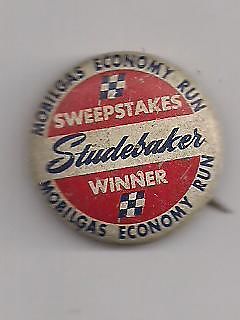 MOBILGAS ECONOMY RUN
SWEEPSTAKES
Studebaker
WINNER
MOBILGAS ECONOMY RUN